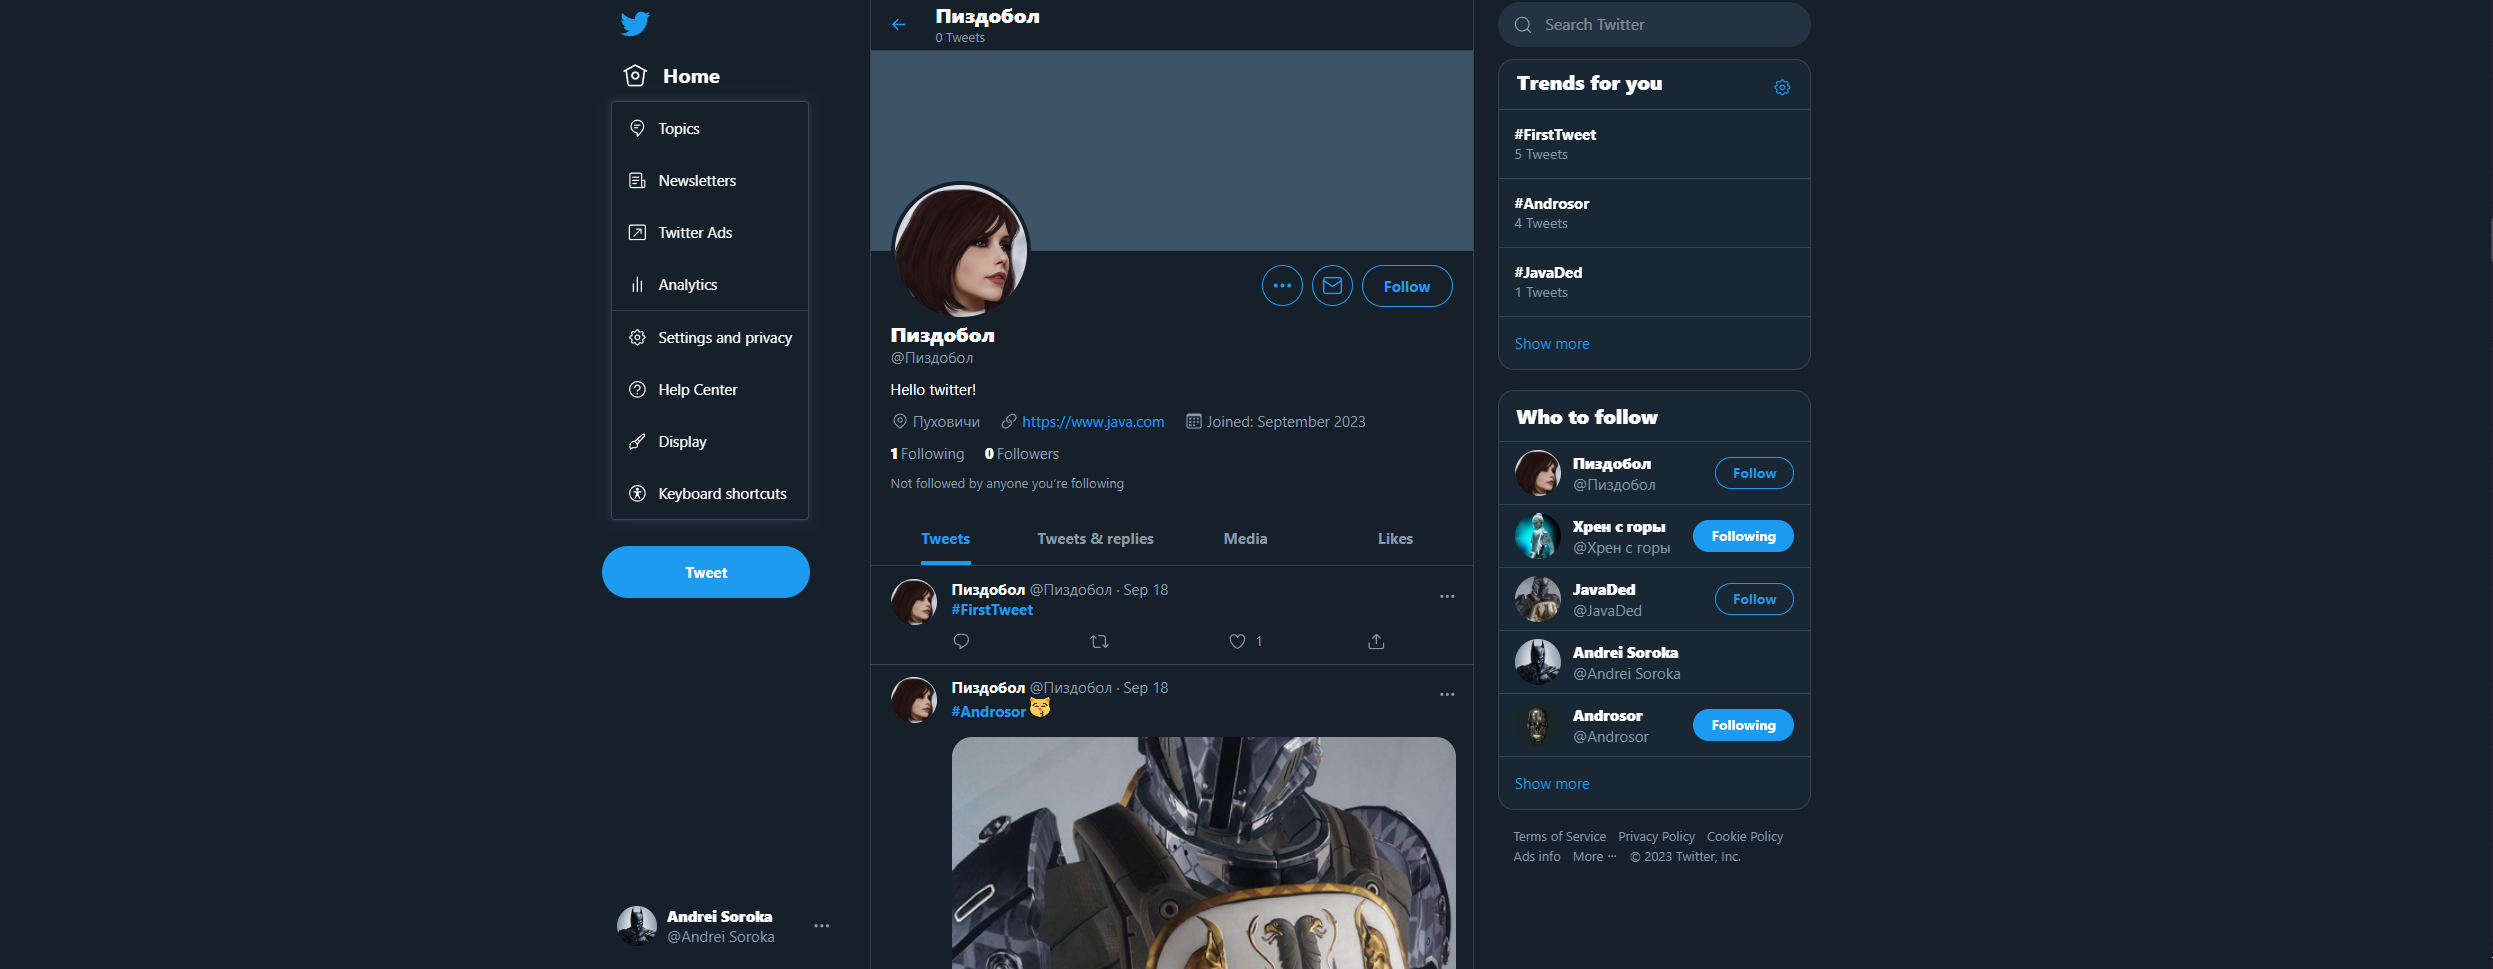 Home
Topics
Newsletters
Twitter Ads
Analytics
Settings and privacy
Help Center
Display
Keyboard shortcuts
Tweet
Andrei Soroka
@Andrei Soroka
Пиздобол
0 Tweets
Follow
Пиздобол
@Пиздобол
Hello twitter!
Пуховичи https://www.java.com Joined: September 2023
1 Following 0 Followers
Not followed by anyone you’re following
Tweets Tweets & replies Media Likes
Пиздобол @Пиздобол · Sep 18
#FirstTweet
1
Пиздобол @Пиздобол · Sep 18
#Androsor
Search Twitter
Trends for you
#FirstTweet
5 Tweets
#Androsor
4 Tweets
#JavaDed
1 Tweets
Show more
Who to follow
Пиздобол
@Пиздобол
Follow
Хрен с горы
@Хрен с горы
Following
JavaDed
@JavaDed
Follow
Andrei Soroka
@Andrei Soroka
Androsor
@Androsor
Following
Show more
Terms of Service Privacy Policy Cookie Policy
Ads info More ··· © 2023 Twitter, Inc.